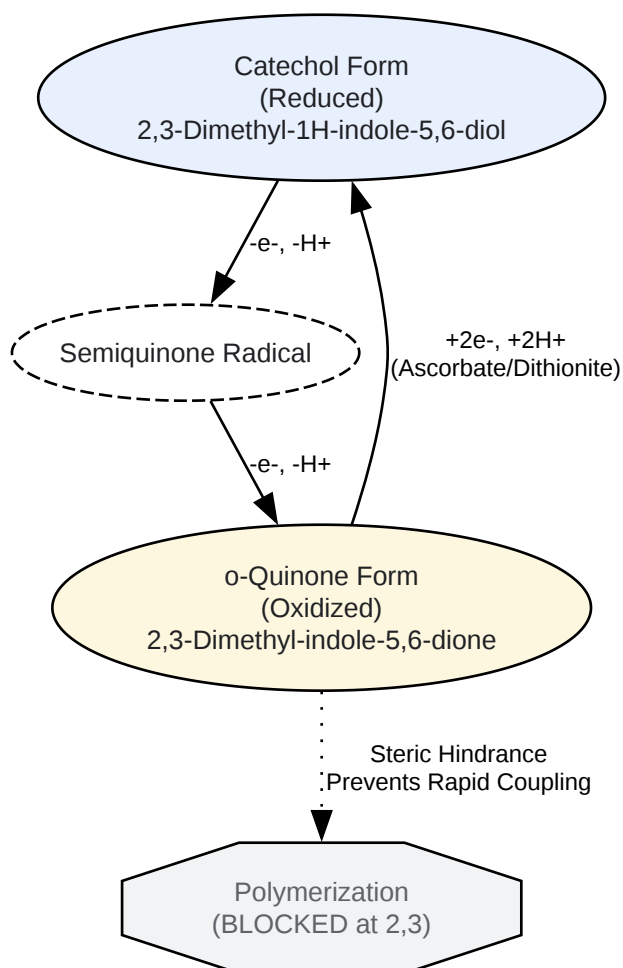 Catechol Form
(Reduced)
2,3-Dimethyl-1H-indole-5,6-diol
-e-, -H+
Semiquinone Radical
+2e-, +2H+
(Ascorbate/Dithionite)
-e-, -H+
o-Quinone Form
(Oxidized)
2,3-Dimethyl-indole-5,6-dione
Steric Hindrance
Prevents Rapid Coupling
Polymerization
(BLOCKED at 2,3)